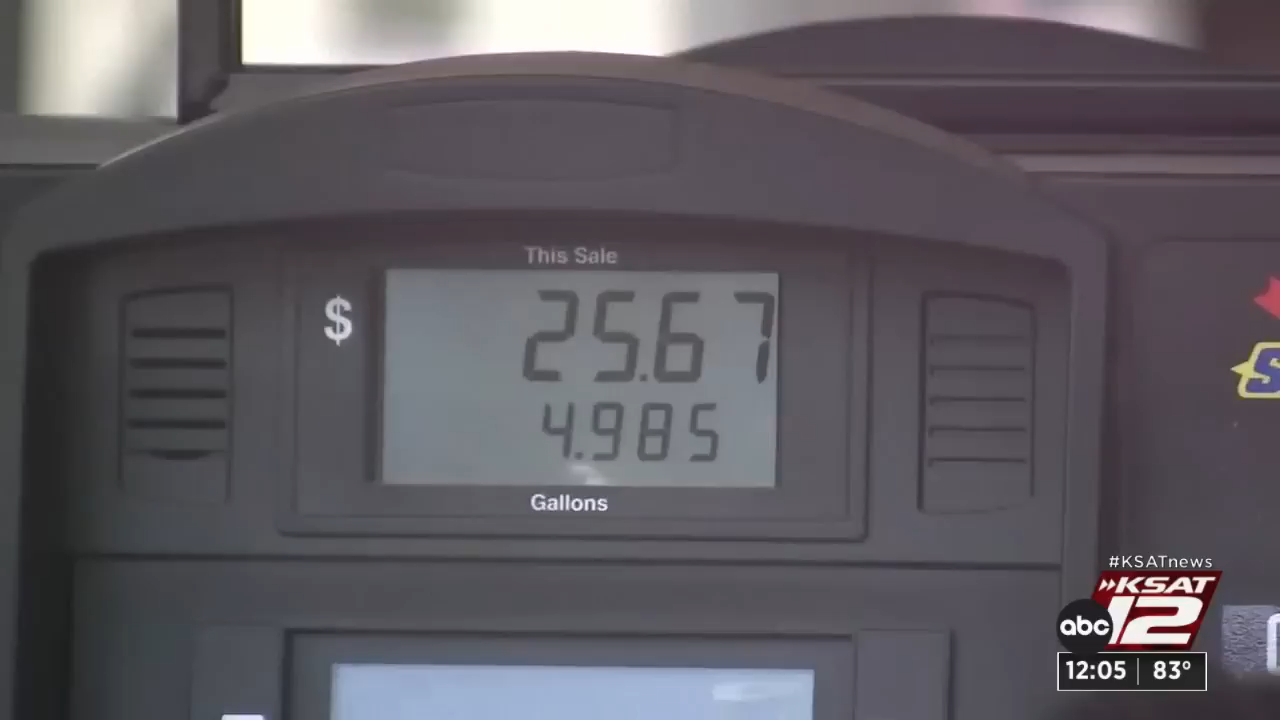 This Sale
$ 25.67
4.985
Gallons
S
#KSATnews
KSAT
abc 12
12:05 83°